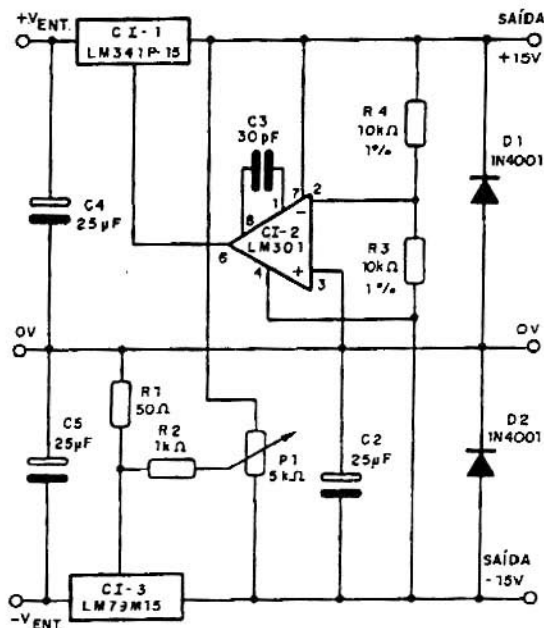 +VENT.
CI-1
LM341P-15
SAÍDA
+15V
C3
30pF
R4
10kΩ
1%
D1
1N4001
C4
25µF
8
1
7
2
CI-2
LM301
6
4
3
R3
10kΩ
1%
0V
0V
R1
50Ω
R2
1kΩ
C5
25µF
P1
5kΩ
C2
25µF
D2
1N4001
CI-3
LM79M15
-VENT.
SAÍDA
-15V